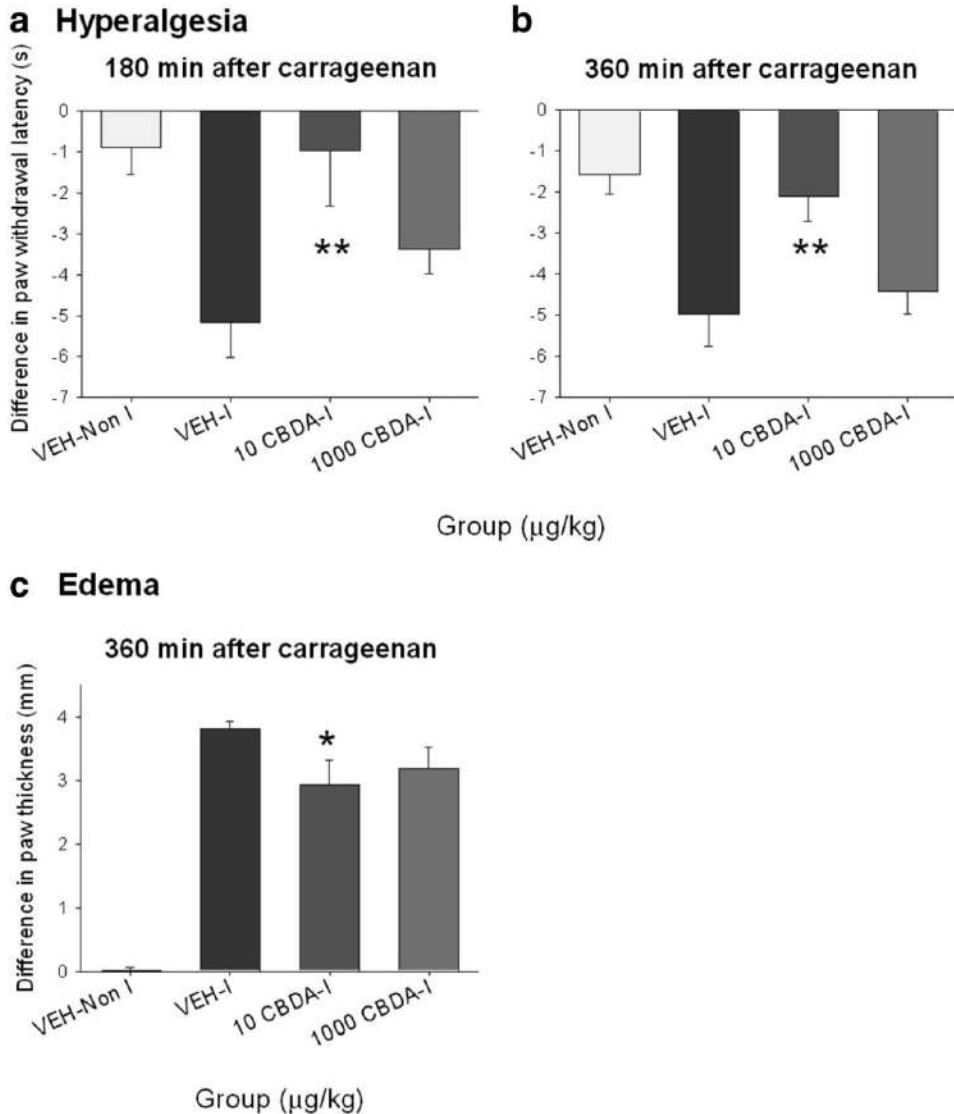 a Hyperalgesia
b
180 min after carrageenan
360 min after carrageenan
Difference in paw withdrawal latency (s)
0
-1
-2
-3
-4
-5
-6
-7
**
VEH-Non I
VEH-I
10 CBDA-I
1000 CBDA-I
0
-1
-2
-3
-4
-5
-6
-7
**
VEH-Non I
VEH-I
10 CBDA-I
1000 CBDA-I
Group (µg/kg)
c Edema
360 min after carrageenan
Difference in paw thickness (mm)
4
3
2
1
0
*
VEH-Non I
VEH-I
10 CBDA-I
1000 CBDA-I
Group (µg/kg)